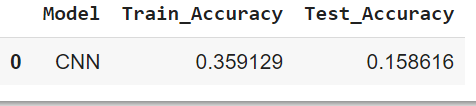 Model Train_Accuracy Test_Accuracy
0 CNN 0.359129 0.158616